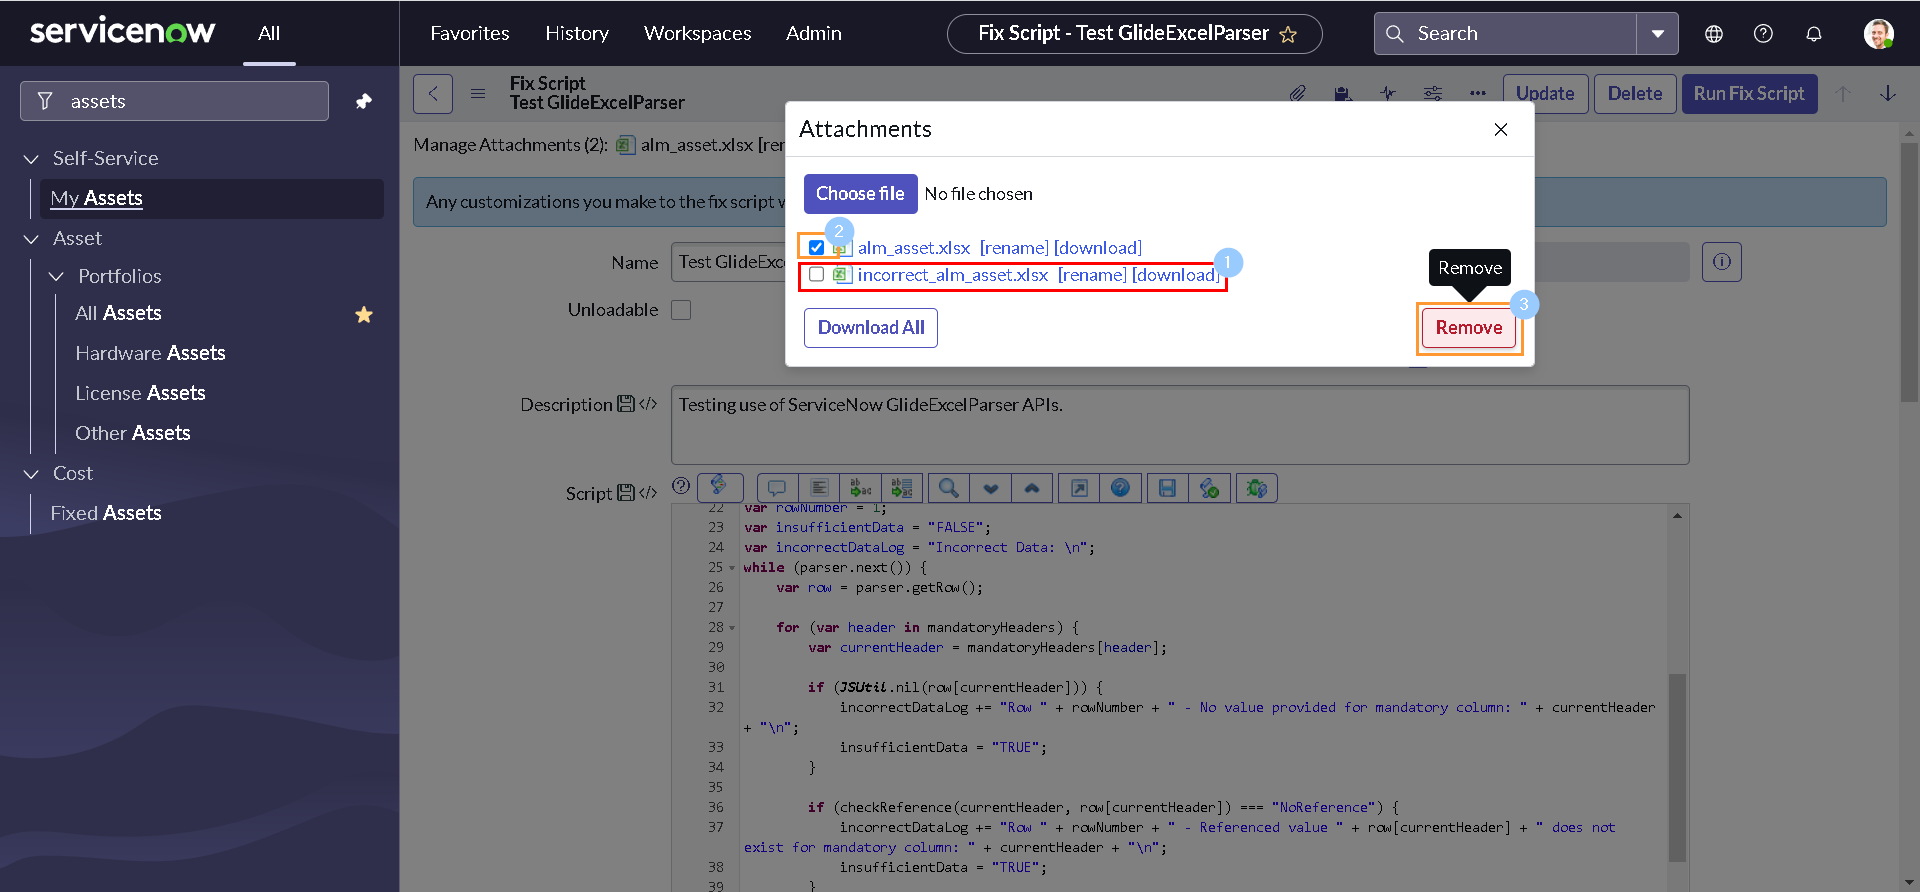 servicenow
All
Favorites
History
Workspaces
Admin
Fix Script - Test GlideExcelParser
Search
assets
Self-Service
My Assets
Asset
Portfolios
All Assets
Hardware Assets
License Assets
Other Assets
Cost
Fixed Assets
Fix Script
Test GlideExcelParser
Update
Delete
Run Fix Script
Manage Attachments (2): alm_asset.xlsx
Any customizations you make to the fix script
Attachments
Choose file No file chosen
2
alm_asset.xlsx [rename] [download]
1
incorrect_alm_asset.xlsx [rename] [download]
Remove
Download All
Remove
3
Name
Unloadable
Description </>
Testing use of ServiceNow GlideExcelParser APIs.
Script </>
22 var rowNumber = 1;
23 var insufficientData = "FALSE";
24 var incorrectDataLog = "Incorrect Data: \n";
25 while (parser.next()) {
26 var row = parser.getRow();
27
28 for (var header in mandatoryHeaders) {
29 var currentHeader = mandatoryHeaders[header];
30
31 if (JSUtil.nil(row[currentHeader])) {
32 incorrectDataLog += "Row " + rowNumber + " - No value provided for mandatory column: " + currentHeader
+ "\n";
33 insufficientData = "TRUE";
34 }
35
36 if (checkReference(currentHeader, row[currentHeader]) === "NoReference") {
37 incorrectDataLog += "Row " + rowNumber + " - Referenced value " + row[currentHeader] + " does not
exist for mandatory column: " + currentHeader + "\n";
38 insufficientData = "TRUE";
39 }